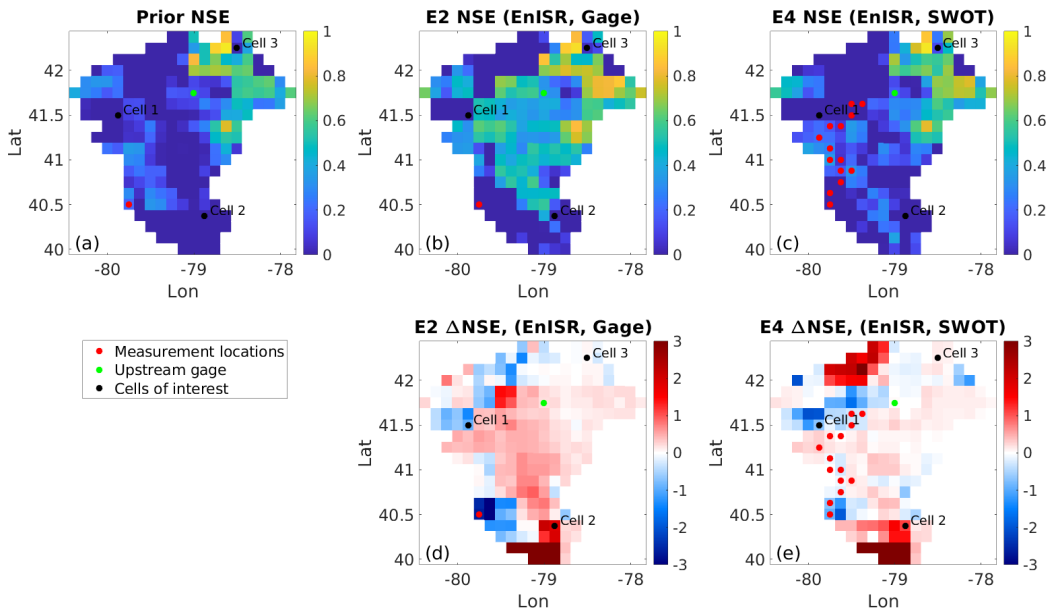 Prior NSE
E2 NSE (EnISR, Gage)
E4 NSE (EnISR, SWOT)
Cell 3
Cell 1
Cell 2
(a)
42
41.5
41
40.5
40
Lat
-80
-79
-78
Lon
1
0.8
0.6
0.4
0.2
0
Cell 3
Cell 1
Cell 2
(b)
42
41.5
41
40.5
40
Lat
-80
-79
-78
Lon
1
0.8
0.6
0.4
0.2
0
Cell 3
Cell 1
Cell 2
(c)
42
41.5
41
40.5
40
Lat
-80
-79
-78
Lon
1
0.8
0.6
0.4
0.2
0
Measurement locations
Upstream gage
Cells of interest
E2 ΔNSE, (EnISR, Gage)
Cell 3
Cell 1
Cell 2
(d)
42
41.5
41
40.5
40
Lat
-80
-79
-78
Lon
3
2
1
0
-1
-2
-3
E4 ΔNSE, (EnISR, SWOT)
Cell 3
Cell 1
Cell 2
(e)
42
41.5
41
40.5
40
Lat
-80
-79
-78
Lon
3
2
1
0
-1
-2
-3